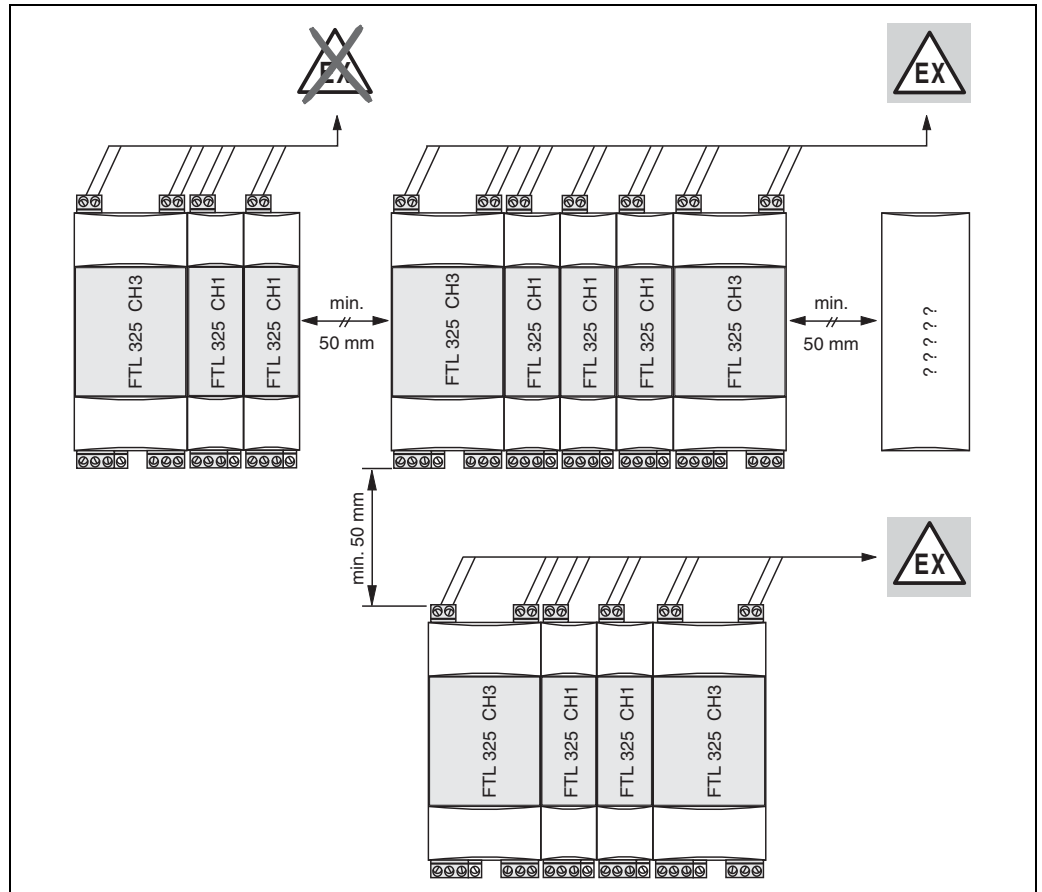 EX
EX
FTL 325 CH3
FTL 325 CH1
FTL 325 CH1
min.
50 mm
FTL 325 CH3
FTL 325 CH1
FTL 325 CH1
FTL 325 CH1
FTL 325 CH3
min.
50 mm
? ? ? ? ?
min. 50 mm
EX
FTL 325 CH3
FTL 325 CH1
FTL 325 CH1
FTL 325 CH3